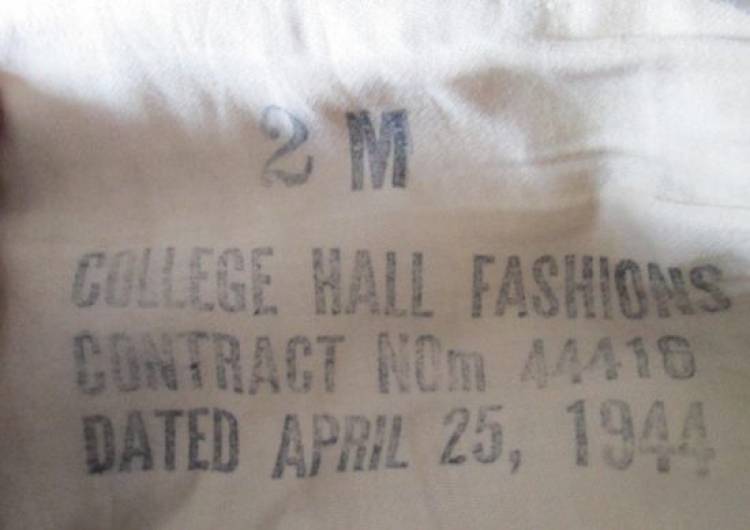 2 M
COLLEGE HALL FASHIONS
CONTRACT NOm 44416
DATED APRIL 25, 1944